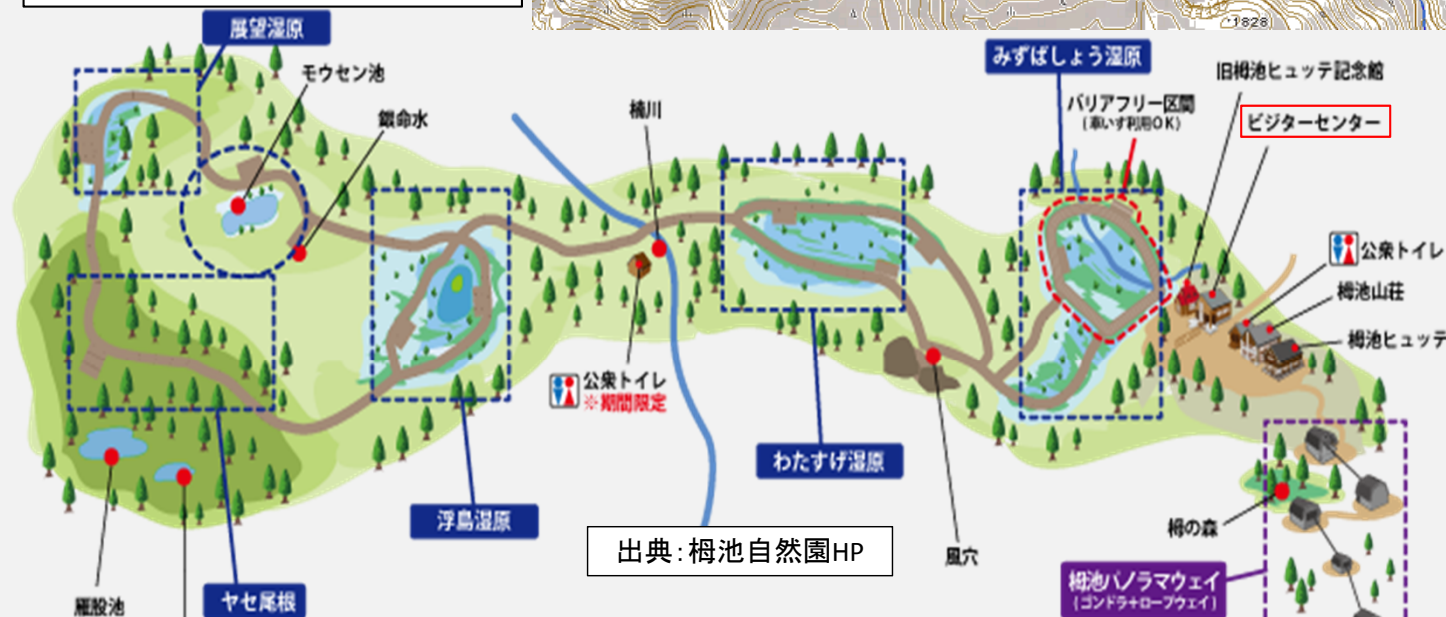 ・1828
展望湿原
モウセン池
銀命水
楠川
みずばしょう湿原
バリアフリー区間
(車いす利用OK)
旧栂池ヒュッテ記念館
ビジターセンター
公衆トイレ
栂池山荘
栂池ヒュッテ
公衆トイレ
※期間限定
わたすげ湿原
浮島湿原
出典：栂池自然園HP
風穴
栂の森
栂池パノラマウェイ
(ゴンドラ+ロープウェイ)
雁股池
ヤセ尾根